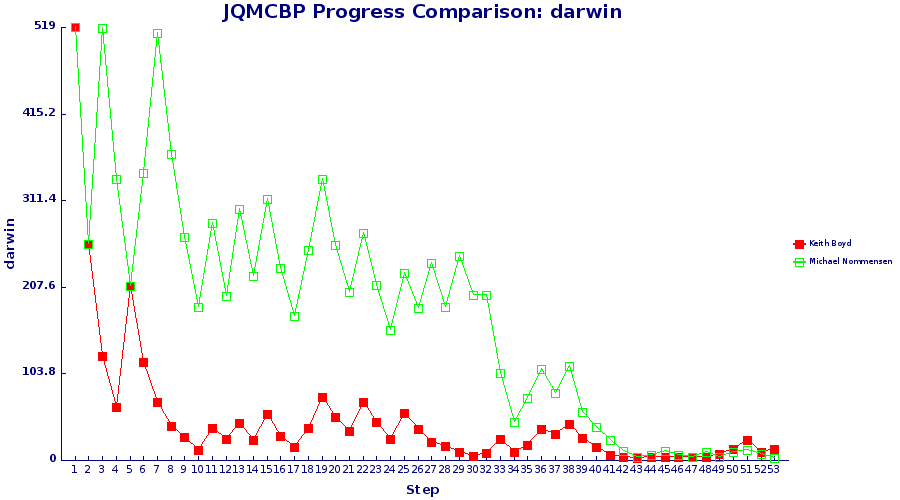 JQMCBP Progress Comparison: darwin
519
415.2
311.4
207.6
103.8
0
darwin
1 2 3 4 5 6 7 8 9 10 11 12 13 14 15 16 17 18 19 20 21 22 23 24 25 26 27 28 29 30 31 32 33 34 35 36 37 38 39 40 41 42 43 44 45 46 47 48 49 50 51 52 53
Step
Keith Boyd
Michael Nommensen